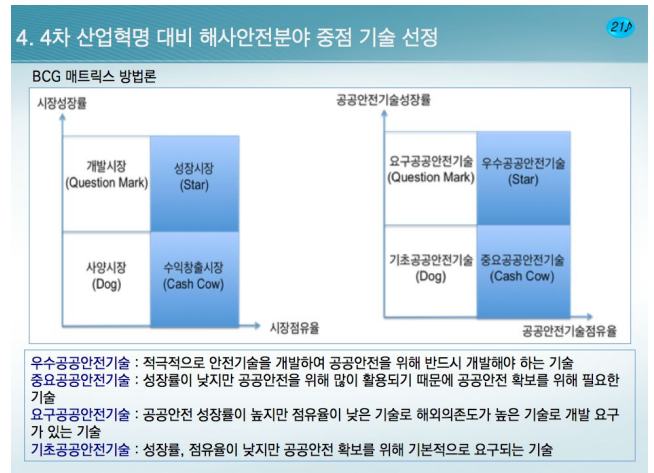 4. 4차 산업혁명 대비 해사안전분야 중점 기술 선정
21♪
BCG 매트릭스 방법론
시장성장률
개발시장
(Question Mark)
성장시장
(Star)
사양시장
(Dog)
수익창출시장
(Cash Cow)
시장점유율
공공안전기술성장률
요구공공안전기술
(Question Mark)
우수공공안전기술
(Star)
기초공공안전기술
(Dog)
중요공공안전기술
(Cash Cow)
공공안전기술점유율
우수공공안전기술 : 적극적으로 안전기술을 개발하여 공공안전을 위해 반드시 개발해야 하는 기술
중요공공안전기술 : 성장률이 낮지만 공공안전을 위해 많이 활용되기 때문에 공공안전 확보를 위해 필요한
기술
요구공공안전기술 : 공공안전 성장률이 높지만 점유율이 낮은 기술로 해외의존도가 높은 기술로 개발 요구
가 있는 기술
기초공공안전기술 : 성장률, 점유율이 낮지만 공공안전 확보를 위해 기본적으로 요구되는 기술